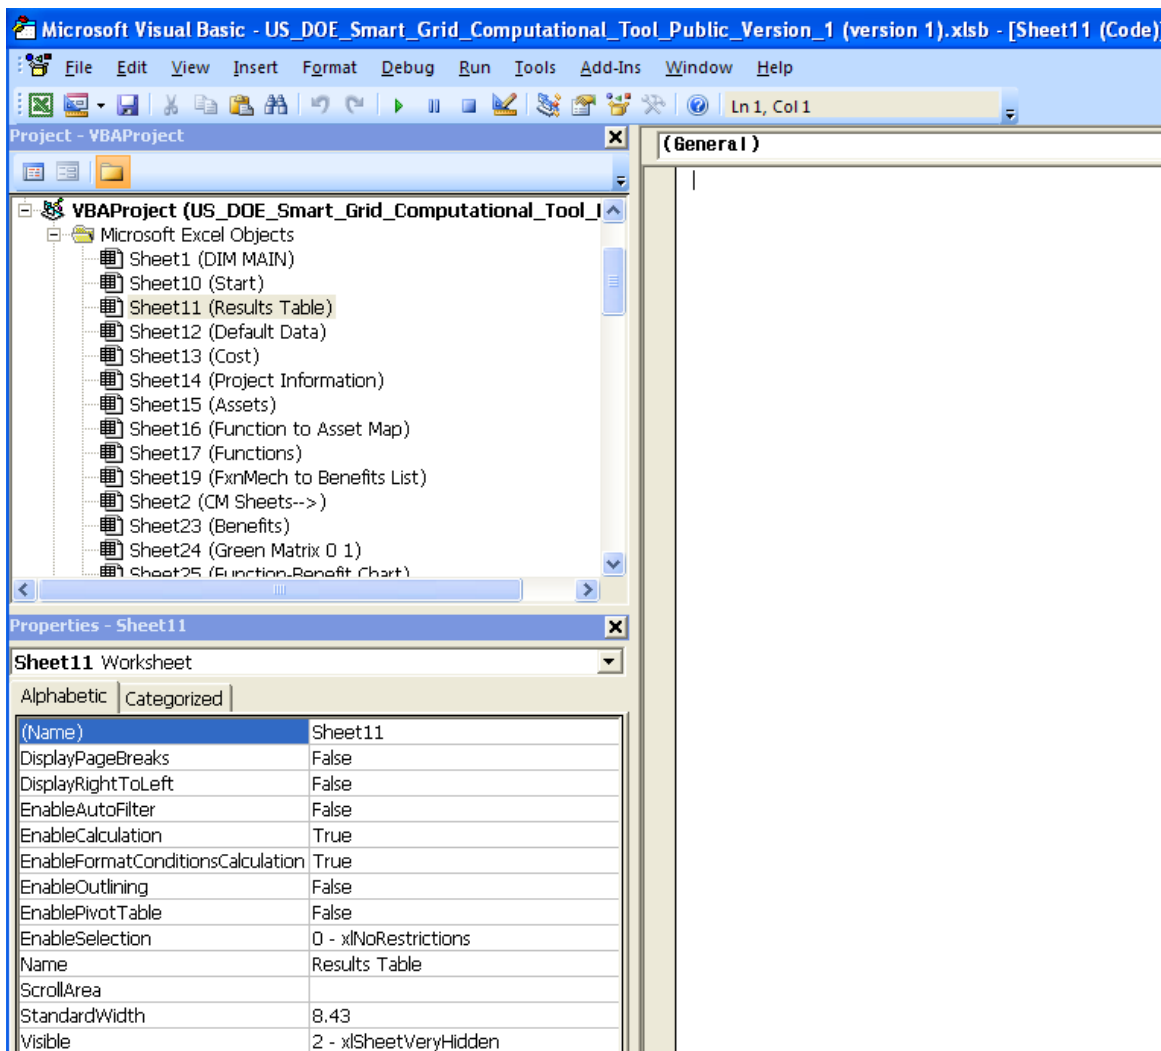 Microsoft Visual Basic - US_DOE_Smart_Grid_Computational_Tool_Public_Version_1 (version 1).xlsb - [Sheet11 (Code)]
File Edit View Insert Format Debug Run Tools Add-Ins Window Help
Ln 1, Col 1
Project - VBAProject
(General)
VBAProject (US_DOE_Smart_Grid_Computational_Tool_
Microsoft Excel Objects
Sheet1 (DIM MAIN)
Sheet10 (Start)
Sheet11 (Results Table)
Sheet12 (Default Data)
Sheet13 (Cost)
Sheet14 (Project Information)
Sheet15 (Assets)
Sheet16 (Function to Asset Map)
Sheet17 (Functions)
Sheet19 (FxnMech to Benefits List)
Sheet2 (CM Sheets-->)
Sheet23 (Benefits)
Sheet24 (Green Matrix 0 1)
Sheet25 (Function-Benefit Chart)
Properties - Sheet11
Sheet11 Worksheet
Alphabetic Categorized
(Name) Sheet11
DisplayPageBreaks False
DisplayRightToLeft False
EnableAutoFilter False
EnableCalculation True
EnableFormatConditionsCalculation True
EnableOutlining False
EnablePivotTable False
EnableSelection 0 - xlNoRestrictions
Name Results Table
ScrollArea
StandardWidth 8.43
Visible 2 - xlSheetVeryHidden